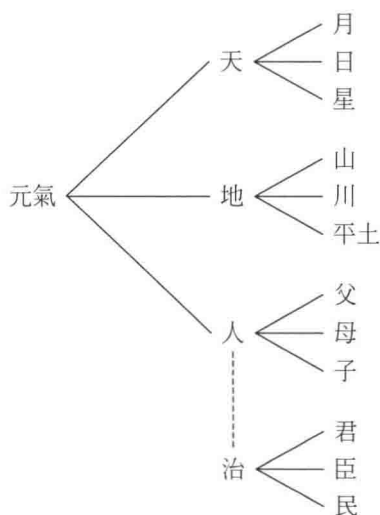 月
天 日
星
山
元氣 地 川
平土
父
人 母
子
君
治 臣
民